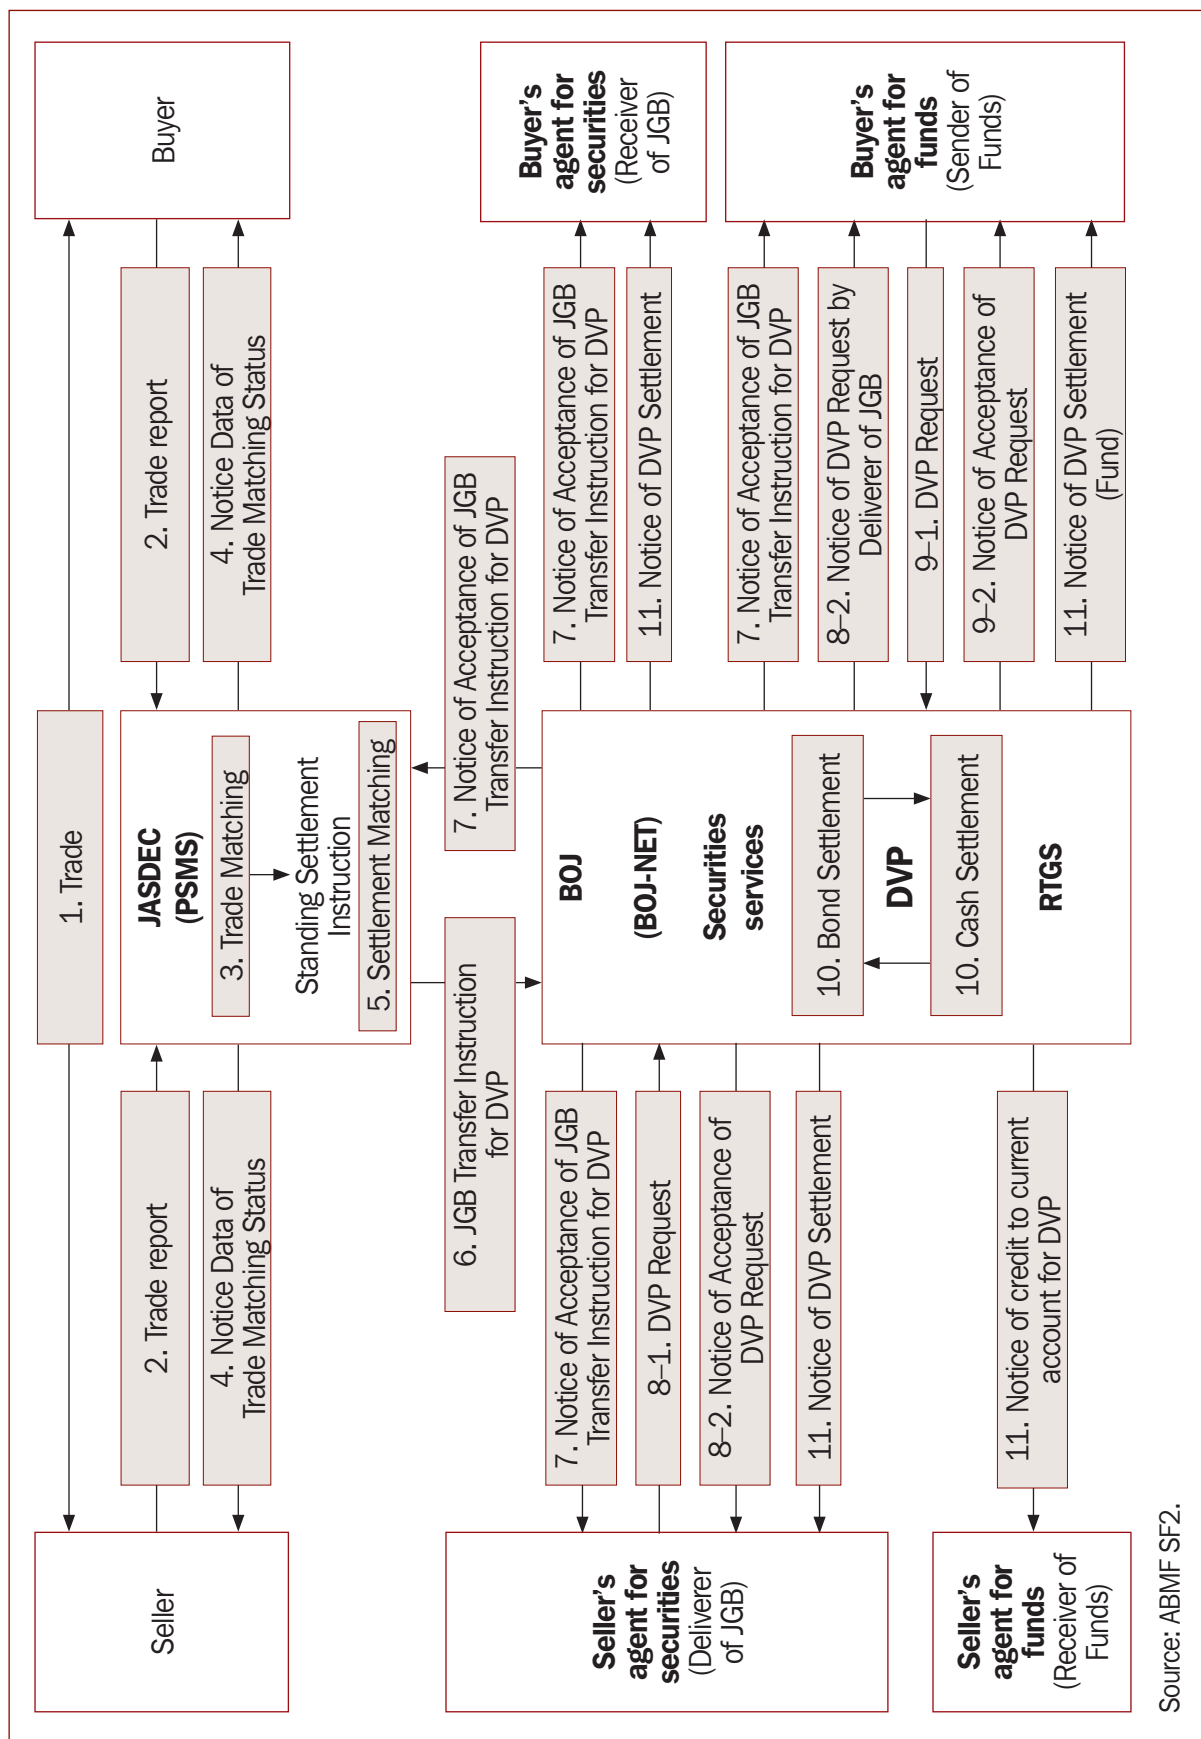 Seller
Buyer
1. Trade
2. Trade report
2. Trade report
4. Notice Data of
Trade Matching Status
4. Notice Data of
Trade Matching Status
JASDEC
(PSMS)
3. Trade Matching
Standing Settlement
Instruction
5. Settlement Matching
6. JGB Transfer Instruction
for DVP
7. Notice of Acceptance of JGB
Transfer Instruction for DVP
Seller's
agent for
securities
(Deliverer
of JGB)
7. Notice of Acceptance of JGB
Transfer Instruction for DVP
8–1. DVP Request
8–2. Notice of Acceptance of
DVP Request
11. Notice of DVP Settlement
BOJ
(BOJ-NET)
Securities
services
10. Bond Settlement
DVP
10. Cash Settlement
RTGS
7. Notice of Acceptance of JGB
Transfer Instruction for DVP
11. Notice of DVP Settlement
Buyer's
agent for
securities
(Receiver
of JGB)
7. Notice of Acceptance of JGB
Transfer Instruction for DVP
8–2. Notice of DVP Request by
Deliverer of JGB
9–1. DVP Request
9–2. Notice of Acceptance of
DVP Request
11. Notice of DVP Settlement
(Fund)
Buyer's
agent for
funds
(Sender of
Funds)
Seller's
agent for
funds
(Receiver of
Funds)
11. Notice of credit to current
account for DVP
Source: ABMF SF2.